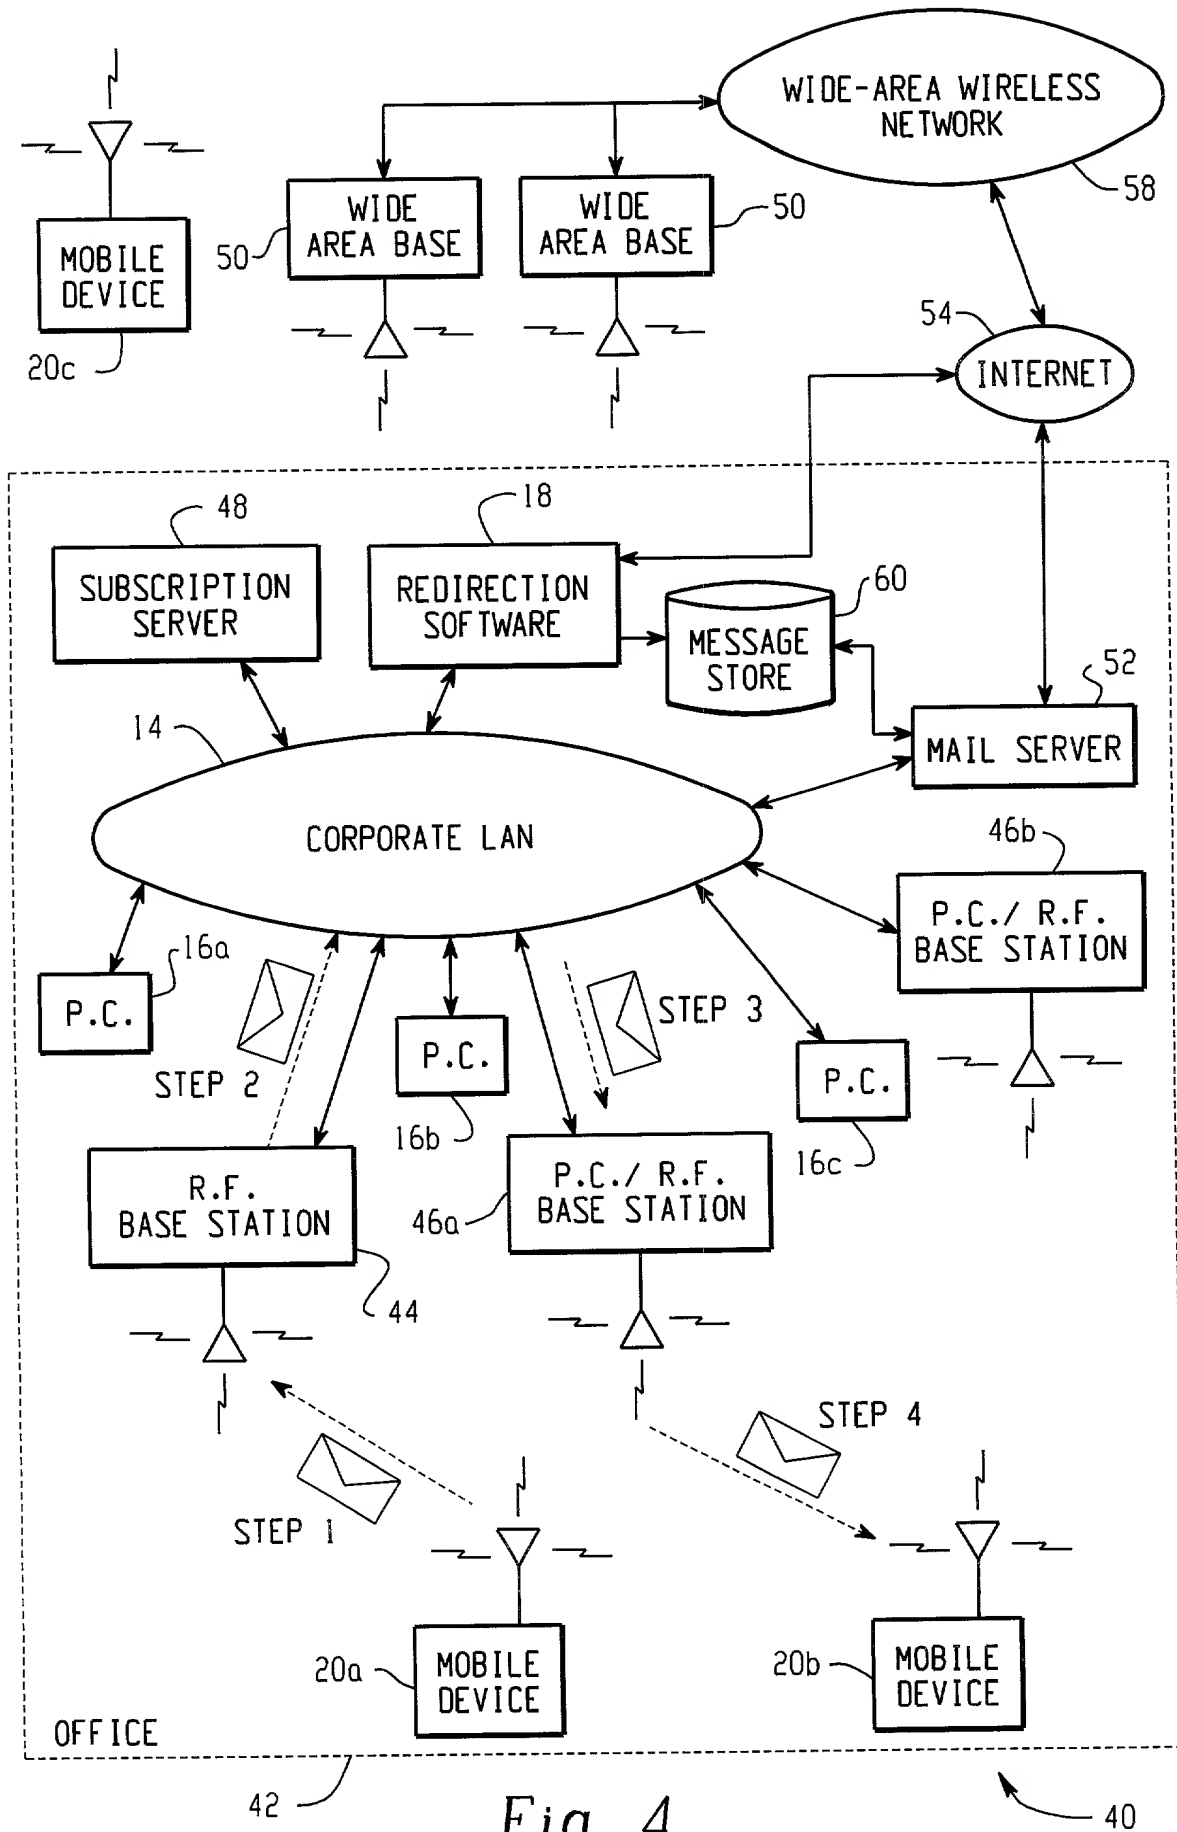 WIDE-AREA WIRELESS
NETWORK
58
WIDE
AREA BASE
50
WIDE
AREA BASE
50
MOBILE
DEVICE
20c
54
INTERNET
48
18
SUBSCRIPTION
SERVER
REDIRECTION
SOFTWARE
60
MESSAGE
STORE
52
MAIL SERVER
14
CORPORATE LAN
46b
P.C./ R.F.
BASE STATION
16a
P.C.
STEP 2
STEP 3
P.C.
16b
P.C.
16c
R.F.
BASE STATION
44
P.C./ R.F.
BASE STATION
46a
STEP 1
STEP 4
MOBILE
DEVICE
20a
MOBILE
DEVICE
20b
OFFICE
42
Fig. 4
40